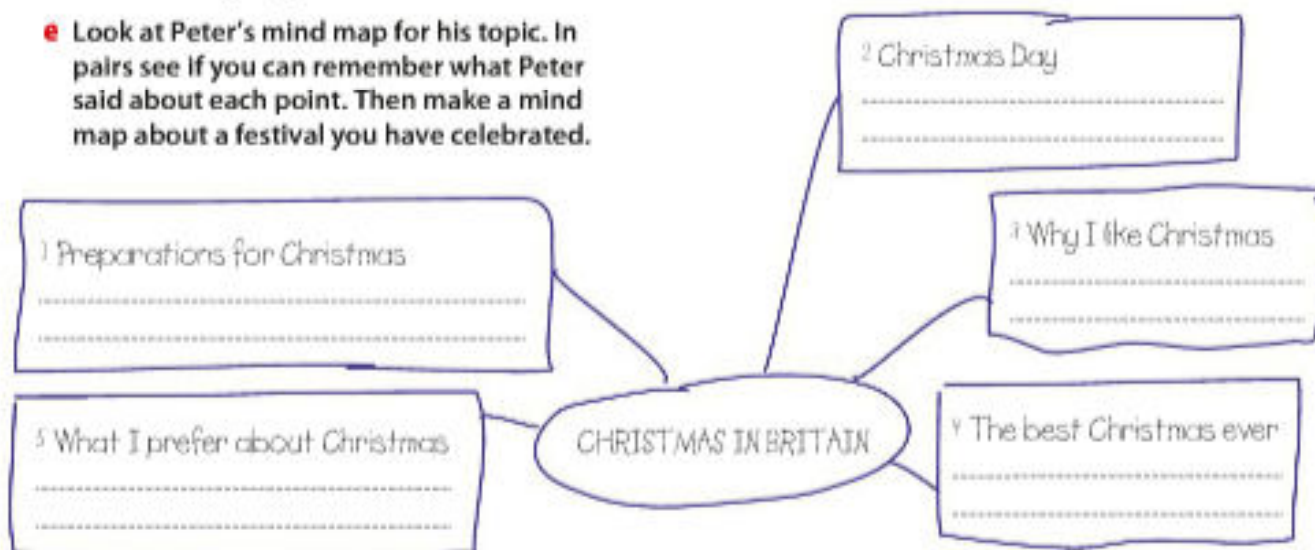 e Look at Peter's mind map for his topic. In
pairs see if you can remember what Peter
said about each point. Then make a mind
map about a festival you have celebrated.
2 Christmas Day
1 Preparations for Christmas
3 Why I like Christmas
5 What I prefer about Christmas
CHRISTMAS IN BRITAIN
4 The best Christmas ever